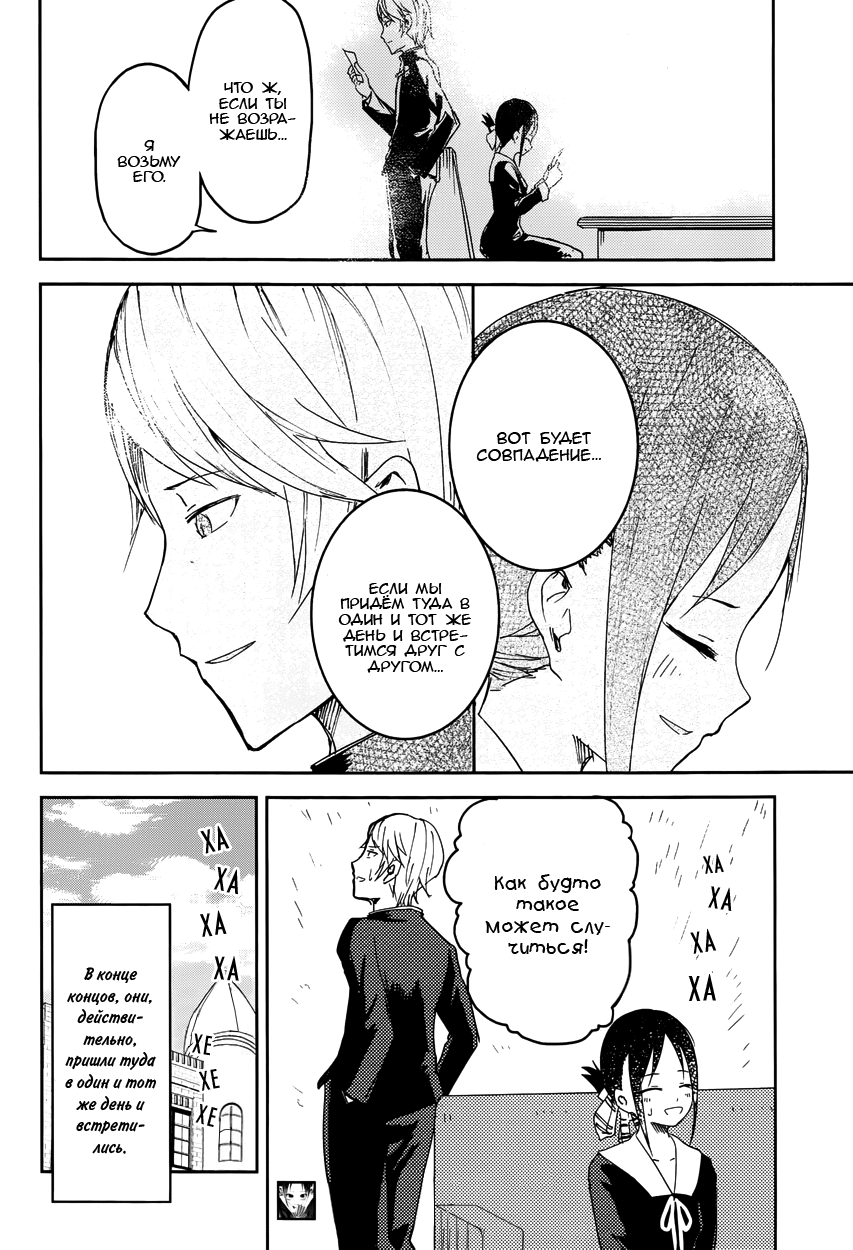 ЧТО Ж,
ЕСЛИ ТЫ
НЕ ВОЗРА-
ЖАЕШЬ...
Я
ВОЗЬМУ
ЕГО.
ВОТ БУДЕТ
СОВПАДЕНИЕ...
ЕСЛИ МЫ
ПРИДЁМ ТУДА В
ОДИН И ТОТ ЖЕ
ДЕНЬ И ВСТРЕ-
ТИМСЯ ДРУГ С
ДРУГОМ...
Как будто
такое
может слу-
читься!
ХА
ХА
ХА
ХА
ХА
ХА
ХА
ХА
ХЕ
ХЕ
ХЕ
В конце
концов, они,
действи-
тельно,
пришли туда
в один и тот
же день и
встрети-
лись.